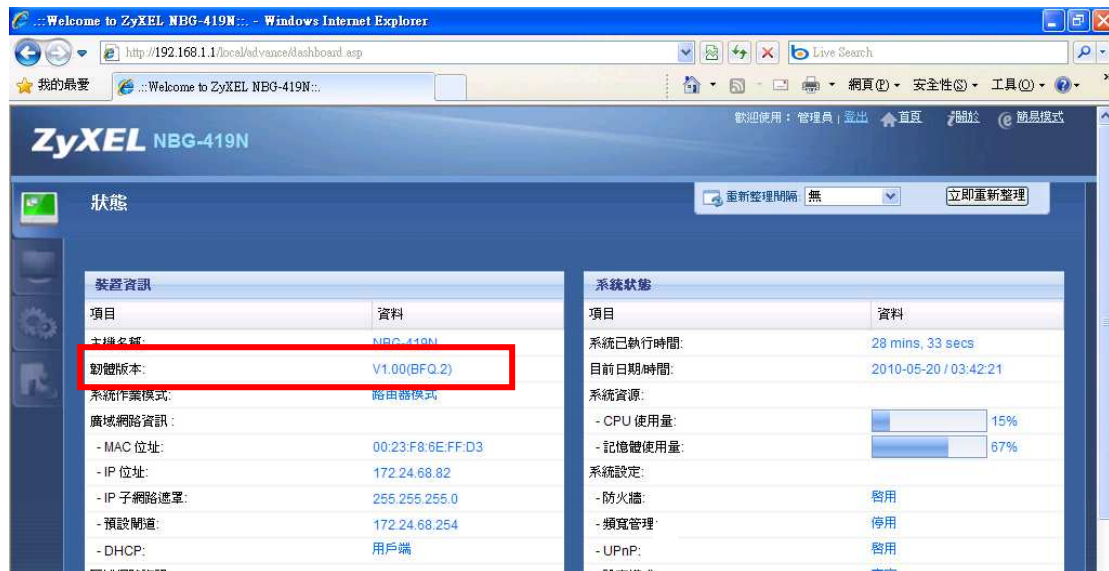 .::Welcome to ZyXEL NBG-419N::. - Windows Internet Explorer
http://192.168.1.1/local/advance/dashboard.asp
Live Search
我的最愛
.::Welcome to ZyXEL NBG-419N::.
網頁(P)
安全性(S)
工具(O)
歡迎使用： 管理員 | 登出 首頁 關於 簡易模式
ZyXEL NBG-419N
狀態
重新整理間隔: 無
立即重新整理
裝置資訊
項目 資料
主機名稱: NBG-419N
韌體版本: V1.00(BFQ.2)
系統作業模式: 路由器模式
廣域網路資訊 :
- MAC 位址: 00:23:F8:6E:FF:D3
- IP 位址: 172.24.68.82
- IP 子網路遮罩: 255.255.255.0
- 預設閘道: 172.24.68.254
- DHCP: 用戶端
系統狀態
項目 資料
系統已執行時間: 28 mins, 33 secs
目前日期/時間: 2010-05-20 / 03:42:21
系統資源:
- CPU 使用量: 15%
- 記憶體使用量: 67%
系統設定:
- 防火牆: 啓用
- 頻寬管理 停用
- UPnP: 啓用